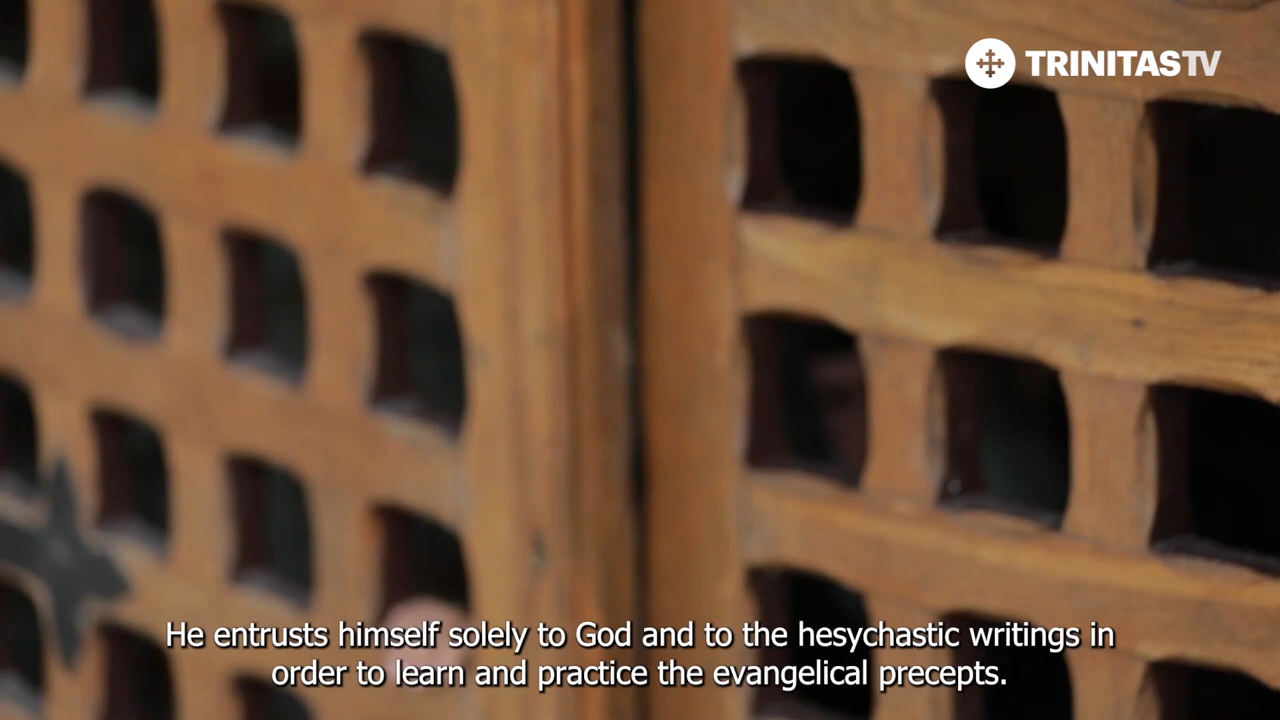 TRINITASTV
He entrusts himself solely to God and to the hesychastic writings in
order to learn and practice the evangelical precepts.